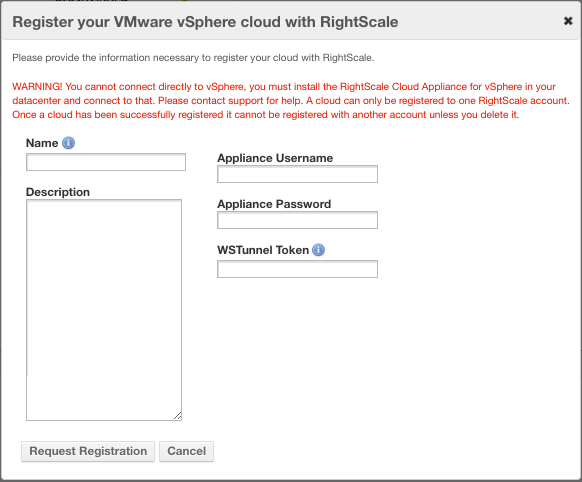 Register your VMware vSphere cloud with RightScale
Please provide the information necessary to register your cloud with RightScale.
WARNING! You cannot connect directly to vSphere, you must install the RightScale Cloud Appliance for vSphere in your
datacenter and connect to that. Please contact support for help. A cloud can only be registered to one RightScale account.
Once a cloud has been successfully registered it cannot be registered with another account unless you delete it.
Name
Description
Appliance Username
Appliance Password
WSTunnel Token
Request Registration
Cancel